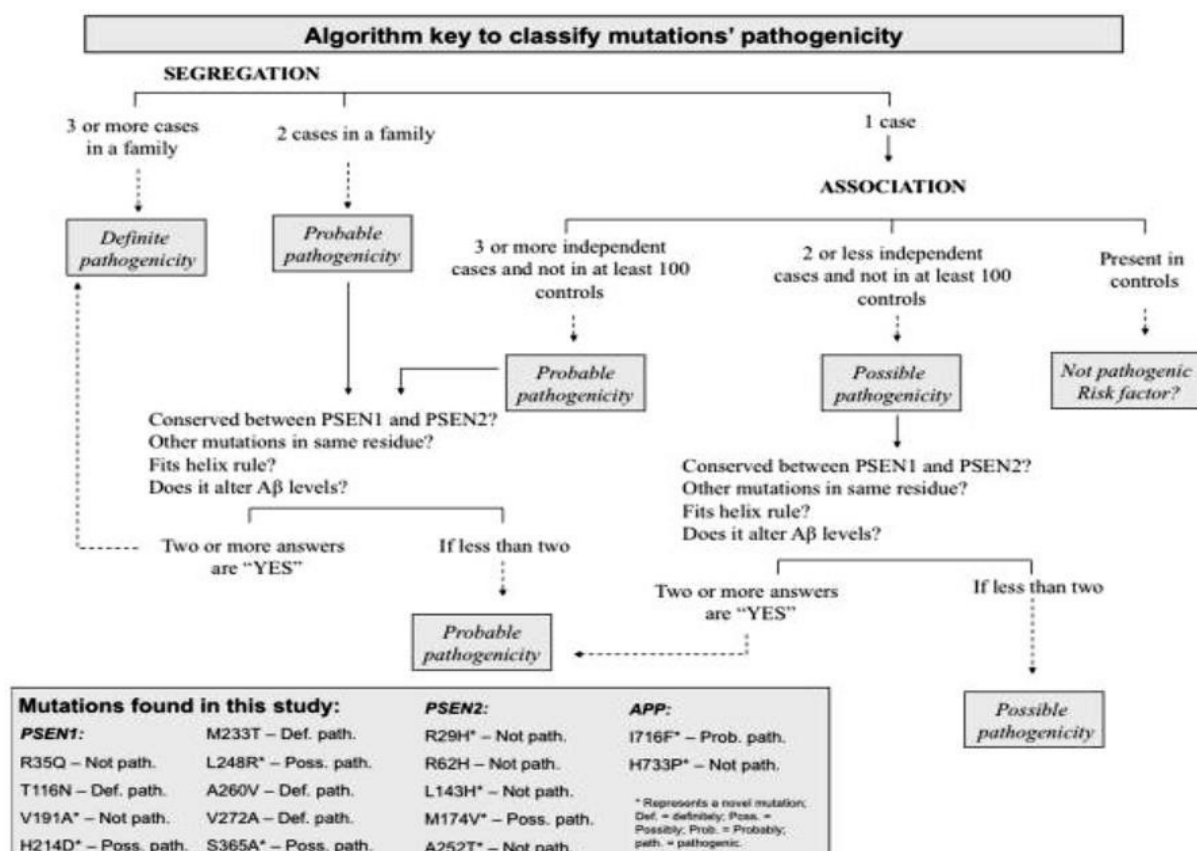 Algorithm key to classify mutations' pathogenicity
SEGREGATION
3 or more cases
in a family
2 cases in a family
1 case
ASSOCIATION
Definite
pathogenicity
Probable
pathogenicity
3 or more independent
cases and not in at least 100
controls
2 or less independent
cases and not in at least 100
controls
Present in
controls
Probable
pathogenicity
Possible
pathogenicity
Not pathogenic
Risk factor?
Conserved between PSEN1 and PSEN2?
Other mutations in same residue?
Fits helix rule?
Does it alter Aβ levels?
Conserved between PSEN1 and PSEN2?
Other mutations in same residue?
Fits helix rule?
Does it alter Aβ levels?
Two or more answers
are "YES"
If less than two
Two or more answers
are "YES"
If less than two
Probable
pathogenicity
Possible
pathogenicity
Mutations found in this study:
PSEN1:
R35Q – Not path.
T116N – Def. path.
V191A* – Not path.
H214D* – Poss. path.
M233T – Def. path.
L248R* – Poss. path.
A260V – Def. path.
V272A – Def. path.
S365A* – Poss. path.
PSEN2:
R29H* – Not path.
R62H – Not path.
L143H* – Not path.
M174V* – Poss. path.
A252T* – Not path.
APP:
I716F* – Prob. path.
H733P* – Not path.
* Represents a novel mutation;
Def. = definitely; Poss. =
Possibly; Prob. = Probably;
path. = pathogenic.